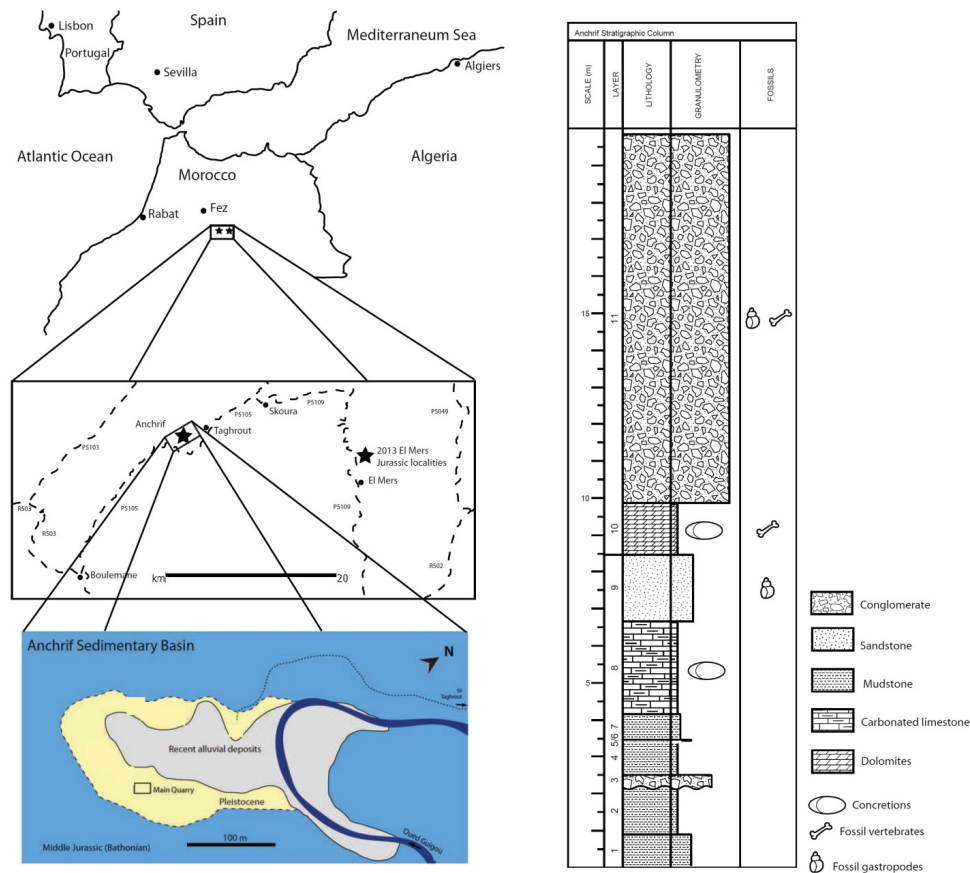 Lisbon
Spain
Portugal
Mediterraneum Sea
Sevilla
Algiers
Atlantic Ocean
Algeria
Morocco
Fez
Rabat
Skoura
P5109
P5105
P5049
Anchrif
Taghrout
P5103
2013 El Mers
Jurassic localities
El Mers
R503
P5105
P5109
R503
R502
Boulemane
km
20
Anchrif Sedimentary Basin
N
to
Taghrout
Recent alluvial deposits
Main Quarry
Pleistocene
Oued Guigou
Middle Jurassic (Bathonian)
100 m
Anchrif Stratigraphic Column
SCALE (m)
LAYER
LITHOLOGY
GRANULOMETRY
FOSSILS
15
11
10
10
9
8
5
7
5/6
4
3
2
1
Conglomerate
Sandstone
Mudstone
Carbonated limestone
Dolomites
Concretions
Fossil vertebrates
Fossil gastropodes